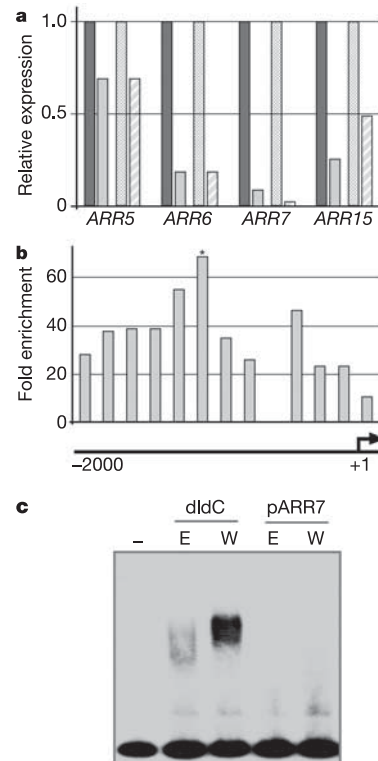 a
Relative expression
1.0
0.5
0
ARR5 ARR6 ARR7 ARR15
b
*
Fold enrichment
60
40
20
0
−2000 +1
c
dldC pARR7
– E W E W